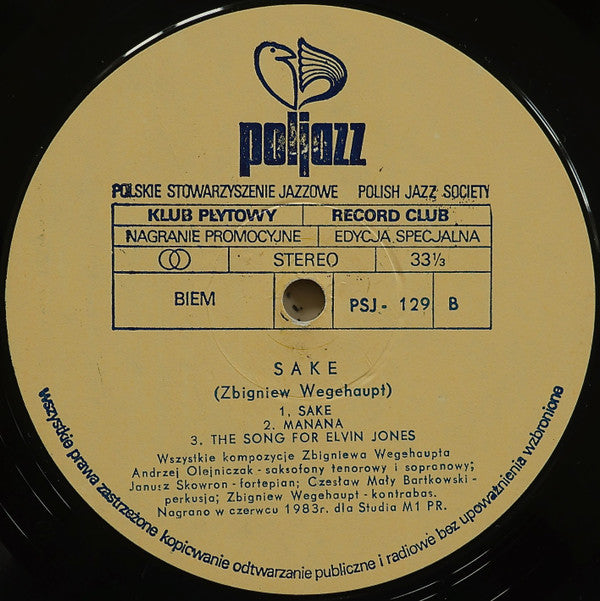 poljazz
POLSKIE STOWARZYSZENIE JAZZOWE POLISH JAZZ SOCIETY
KLUB PŁYTOWY RECORD CLUB
NAGRANIE PROMOCYJNE EDYCJA SPECJALNA
STEREO 33⅓
BIEM PSJ- 129 B
SAKE
(Zbigniew Wegehaupt)
1. SAKE
2. MANANA
3. THE SONG FOR ELVIN JONES
Wszystkie kompozycje Zbigniewa Wegehaupta
Andrzej Olejniczak - saksofony tenorowy i sopranowy;
Janusz Skowron - fortepian; Czesław Mały Bartkowski -
perkusja; Zbigniew Wegehaupt - kontrabas.
Nagrano w czerwcu 1983r. dla Studia M1 PR.
Wszystkie prawa zastrzeżone kopiowanie odtwarzanie publiczne i radiowe bez upoważnienia wzbronione